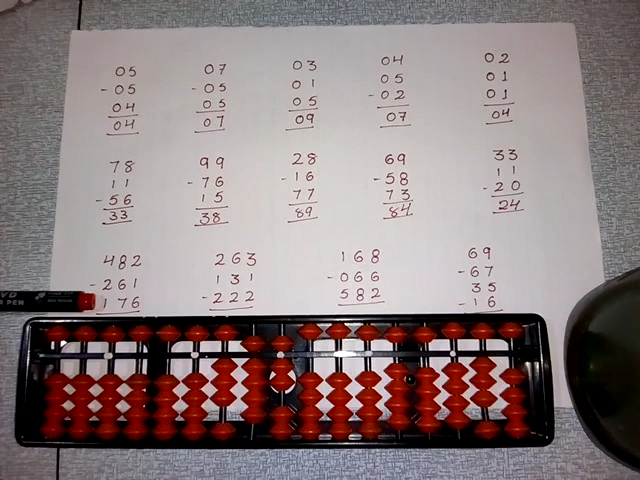 05 07 03 04 02
- 05 - 05 01 05 01
04 05 05 - 02 01
04 07 09 07 04
78 99 28 69 33
11 - 76 - 16 - 58 11
- 56 15 77 73 - 20
33 38 89 84 24
482 263 168 69
- 261 131 - 066 - 67
76 - 222 582 35
- 16